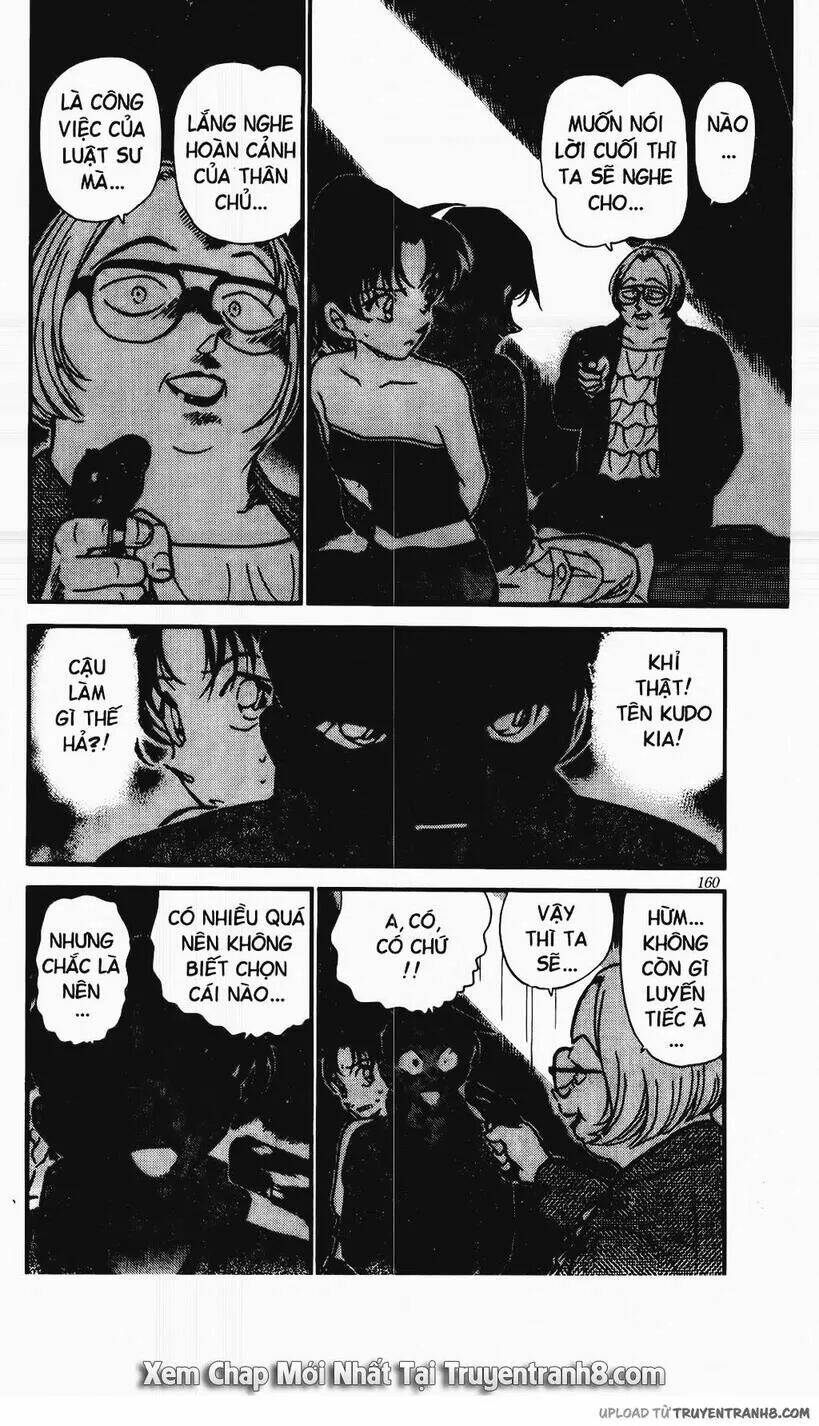 NÀO
...
MUỐN NÓI
LỜI CUỐI THÌ
TA SẼ NGHE
CHO...
LẮNG NGHE
HOÀN CẢNH
CỦA THÂN
CHỦ...
LÀ CÔNG
VIỆC CỦA
LUẬT SƯ
MÀ...
KHỈ
THẬT!
TÊN KUDO
KIA!
CẬU
LÀM
GÌ THẾ
HẢ?!
160
HỪM...
KHÔNG
CÒN GÌ
LUYẾN
TIẾC À
...
VẬY
THÌ TA
SẼ...
A, CÓ,
CÓ CHỨ
!!
CÓ NHIỀU QUÁ
NÊN KHÔNG
BIẾT CHỌN
CÁI NÀO...
NHƯNG
CHẮC LÀ
NÊN
...
Xem Chap Mới Nhất Tại Truyentranh8.com
UPLOAD TỪ TRUYENTRANH8.COM